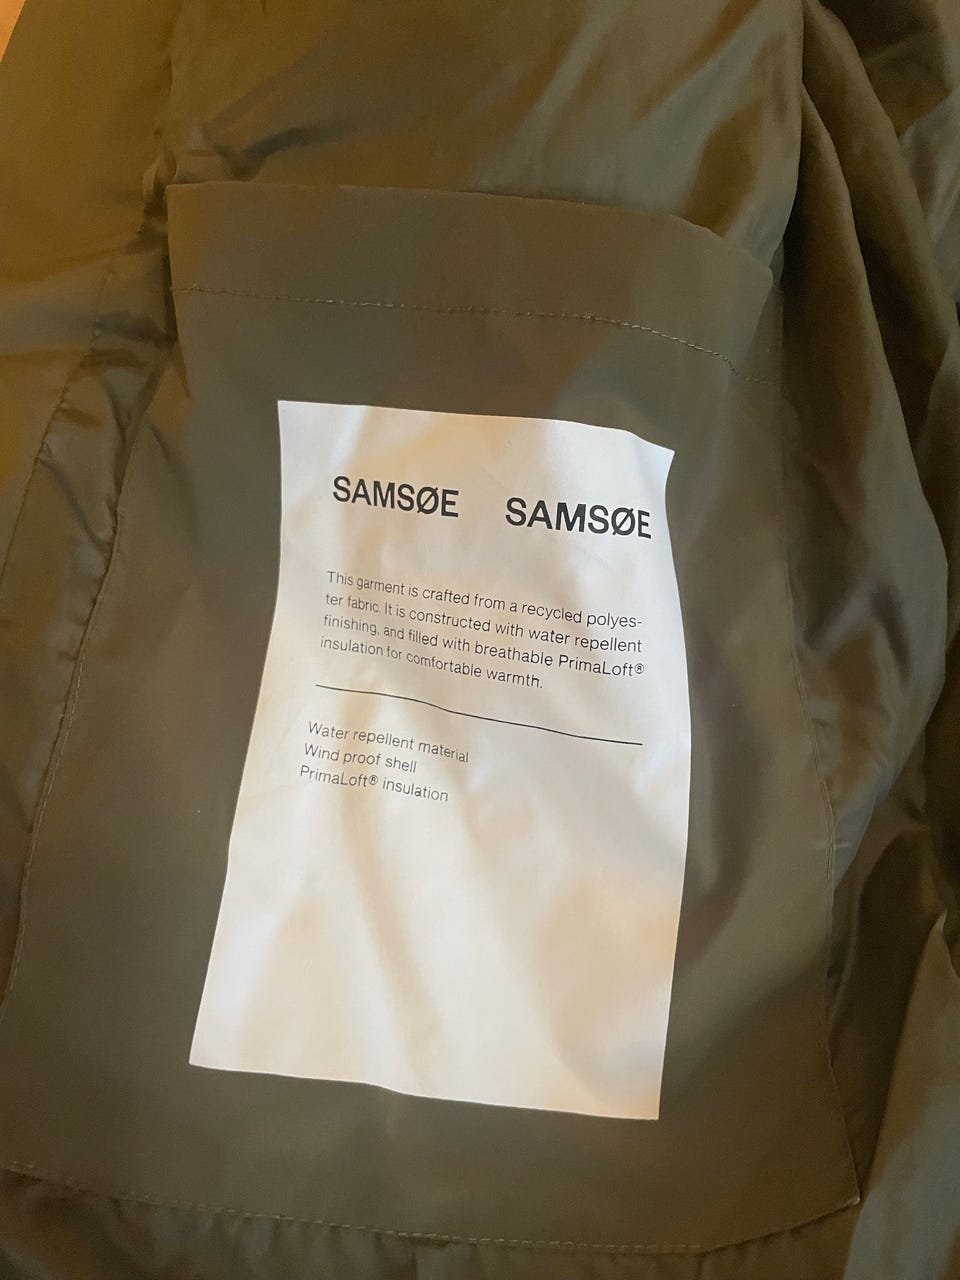 SAMSØE SAMSØE
This garment is crafted from a recycled polyes-
ter fabric. It is constructed with water repellent
finishing, and filled with breathable PrimaLoft®
insulation for comfortable warmth.
Water repellent material
Wind proof shell
PrimaLoft® insulation